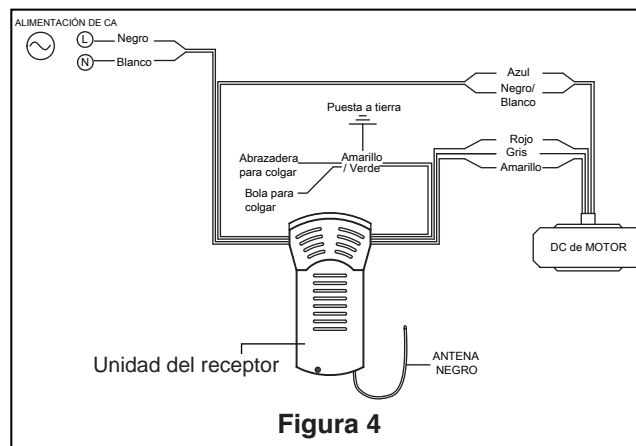 ALIMENTACIÓN DE CA
L
Negro
N
Blanco
Azul
Negro/
Blanco
Puesta a tierra
Rojo
Gris
Amarillo
Abrazadera
para colgar
Amarillo
/ Verde
Bola para
colgar
DC de MOTOR
Unidad del receptor
ANTENA
NEGRO
Figura 4